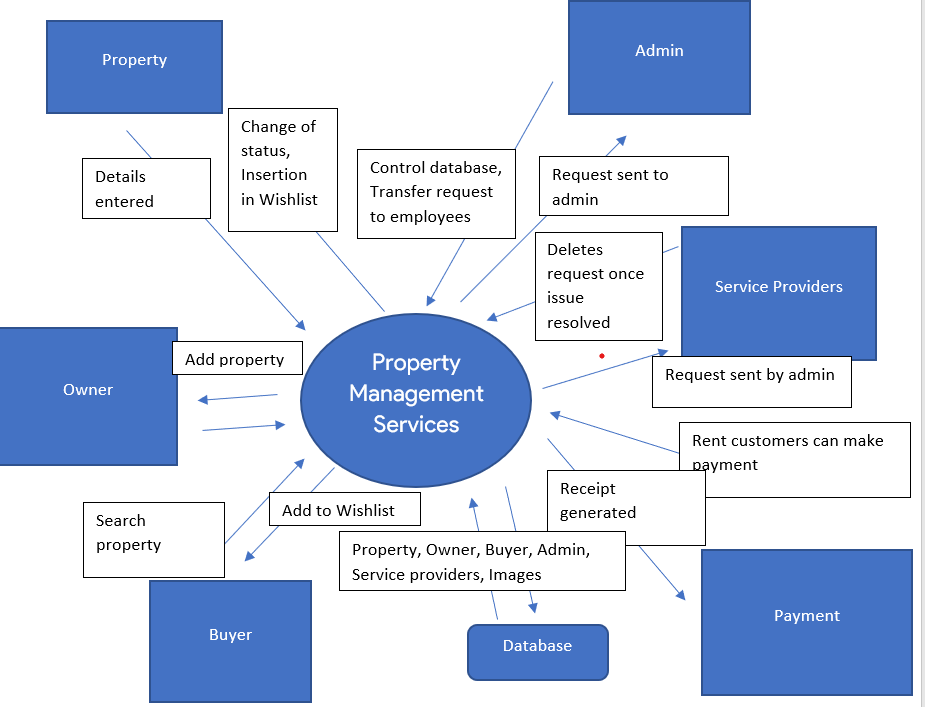 Property
Admin
Change of
status,
Insertion
in Wishlist
Control database,
Transfer request
to employees
Request sent to
admin
Details
entered
Deletes
request once
issue
resolved
Service Providers
Property
Management
Services
Add property
Owner
Request sent by admin
Rent customers can make
payment
Receipt
generated
Add to Wishlist
Search
property
Property, Owner, Buyer, Admin,
Service providers, Images
Buyer
Database
Payment